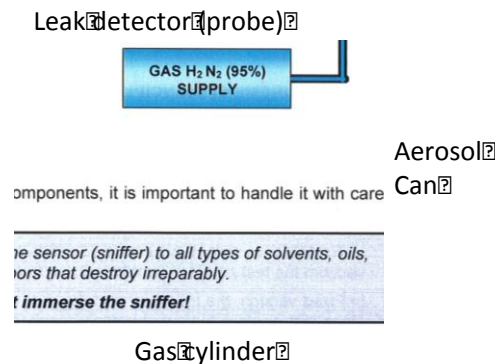 Leak detector (probe)
GAS H₂ N₂ (95%)
SUPPLY
Aerosol
Can
omponents, it is important to handle it with care
ne sensor (sniffer) to all types of solvents, oils,
ors that destroy irreparably.
t immerse the sniffer!
Gas cylinder